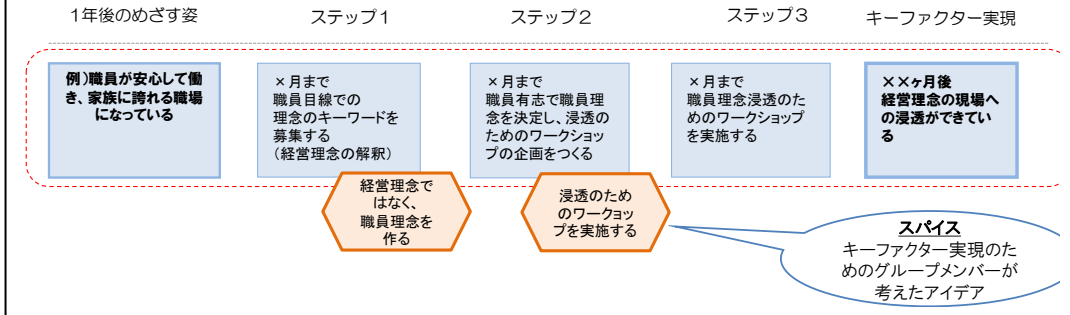 1年後のめざす姿
ステップ1
ステップ2
ステップ3
キーファクター実現
例)職員が安心して働
き、家族に誇れる職場
になっている
×月まで
職員目線での
理念のキーワードを
募集する
(経営理念の解釈)
×月まで
職員有志で職員理
念を決定し、浸透の
ためのワークショッ
プの企画をつくる
×月まで
職員理念浸透のた
めのワークショップ
を実施する
××ヶ月後
経営理念の現場へ
の浸透ができてい
る
経営理念で
はなく、
職員理念を
作る
浸透のため
のワークョッ
プを実施する
スパイス
キーファクター実現のた
めのグループメンバーが
考えたアイデア